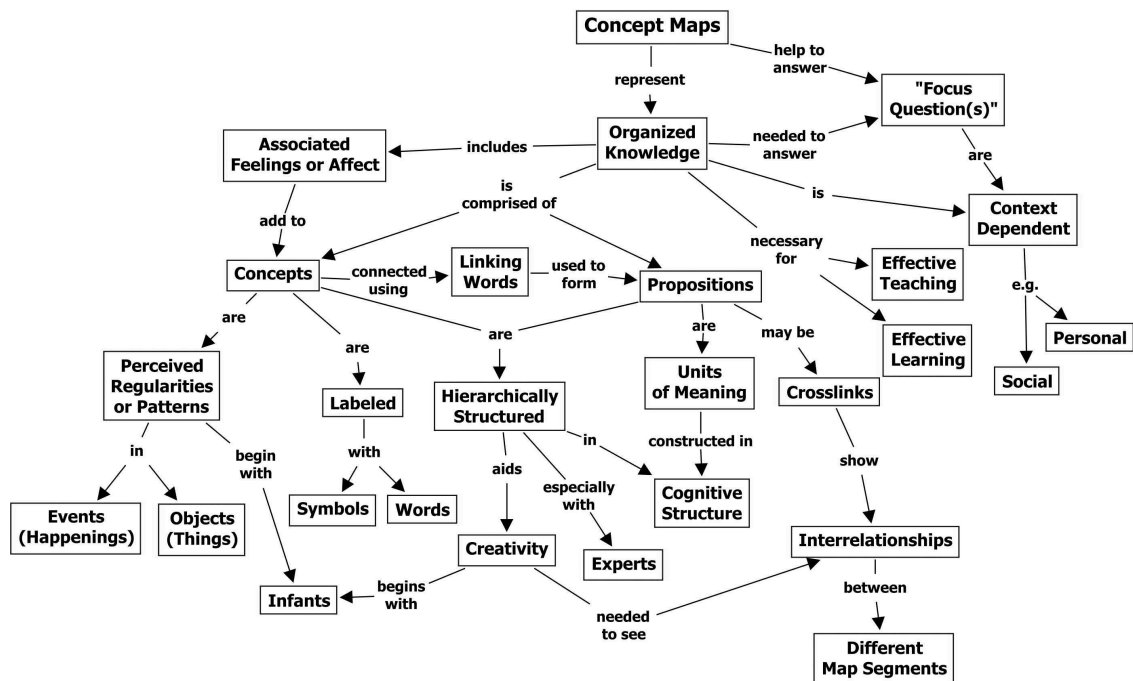 Concept Maps
help to
answer
represent
"Focus
Question(s)"
Organized
Knowledge
needed to
answer
Associated
Feelings or Affect
includes
are
is
comprised of
is
Context
Dependent
add to
necessary
for
Concepts
connected
using
Linking
Words
used to
form
Propositions
Effective
Teaching
e.g.
are
are
are
are
may be
Effective
Learning
Personal
Social
Perceived
Regularities
or Patterns
Labeled
Hierarchically
Structured
Units
of Meaning
Crosslinks
in
begin
with
with
aids
in
constructed in
especially
with
show
Events
(Happenings)
Objects
(Things)
Symbols
Words
Cognitive
Structure
Creativity
Experts
Interrelationships
Infants
begins
with
needed
to see
between
Different
Map Segments